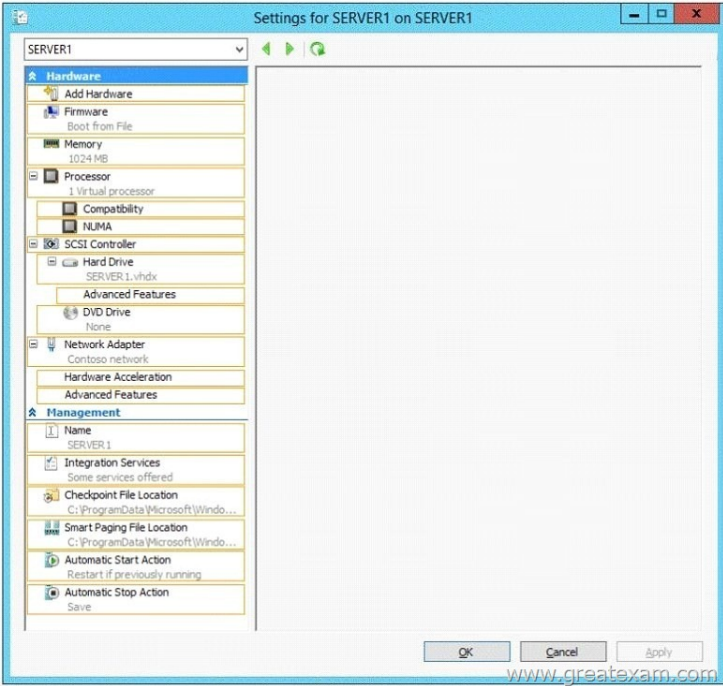 Settings for SERVER1 on SERVER1
SERVER1
Hardware
Add Hardware
Firmware
Boot from File
Memory
1024 MB
Processor
1 Virtual processor
Compatibility
NUMA
SCSI Controller
Hard Drive
SERVER1.vhdx
Advanced Features
DVD Drive
None
Network Adapter
Contoso network
Hardware Acceleration
Advanced Features
Management
Name
SERVER1
Integration Services
Some services offered
Checkpoint File Location
C:\ProgramData\Microsoft\Windo...
Smart Paging File Location
C:\ProgramData\Microsoft\Windo...
Automatic Start Action
Restart if previously running
Automatic Stop Action
Save
OK Cancel Apply
www.greatexam.com